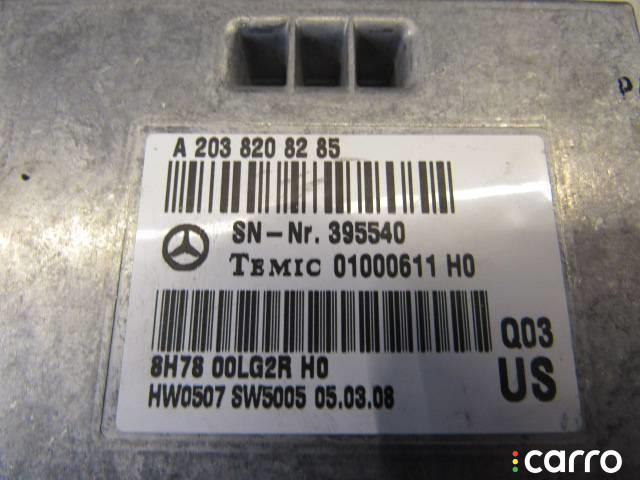 A 203 820 82 85
SN-Nr. 395540
TEMIC 01000611 H0
Q03
8H78 00LG2R H0
US
HW0507 SW5005 05.03.08
carro